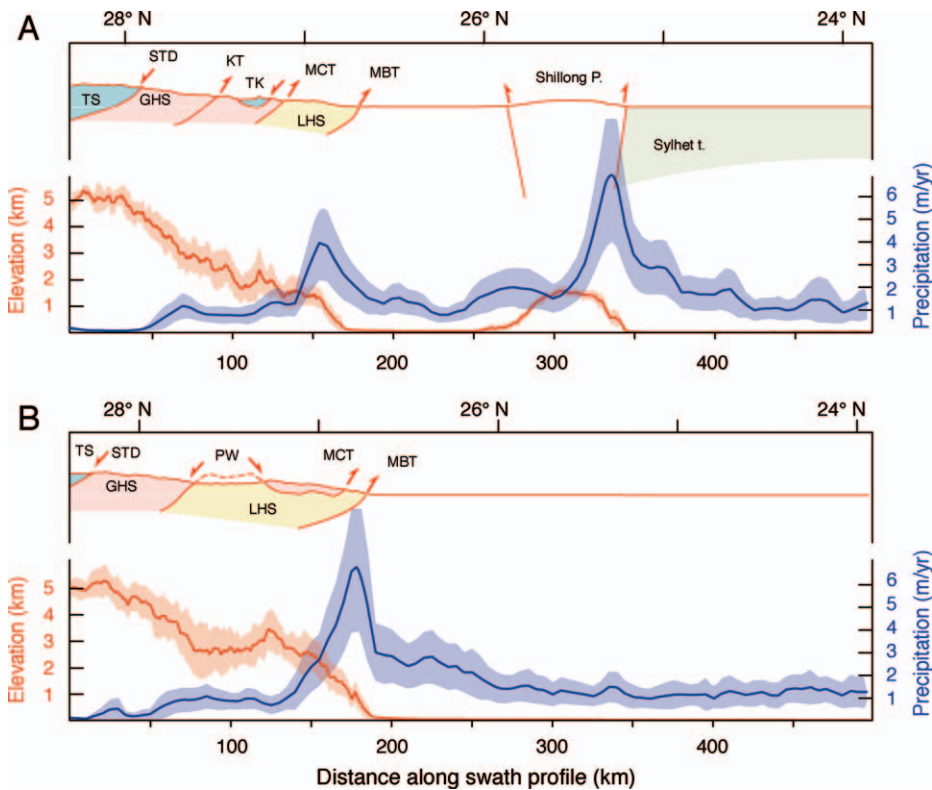 A
28° N 26° N 24° N
STD KT TK MCT MBT Shillong P.
TS GHS LHS Sylhet t.
Elevation (km)
5
4
3
2
1
Precipitation (m/yr)
6
5
4
3
2
1
100 200 300 400
B
28° N 26° N 24° N
TS STD PW MCT MBT
GHS LHS
Elevation (km)
5
4
3
2
1
Precipitation (m/yr)
6
5
4
3
2
1
100 200 300 400
Distance along swath profile (km)